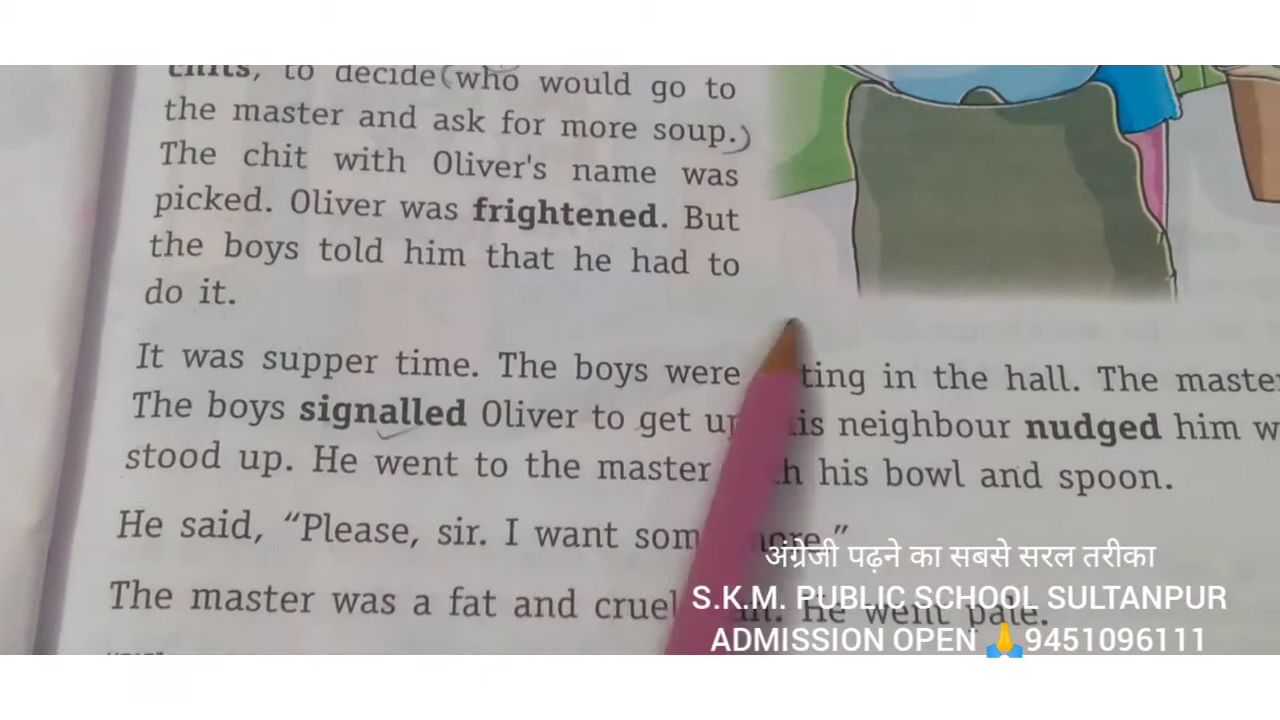 chits, to decide (who would go to
the master and ask for more soup.)
The chit with Oliver's name was
picked. Oliver was frightened. But
the boys told him that he had to
do it.
It was supper time. The boys were ting in the hall. The master
The boys signalled Oliver to get up is neighbour nudged him w
stood up. He went to the master h his bowl and spoon.
He said, “Please, sir. I want som more.”
The master was a fat and cruel He went pale.
अंग्रेजी पढ़ने का सबसे सरल तरीका
S.K.M. PUBLIC SCHOOL SULTANPUR
ADMISSION OPEN 🙏9451096111